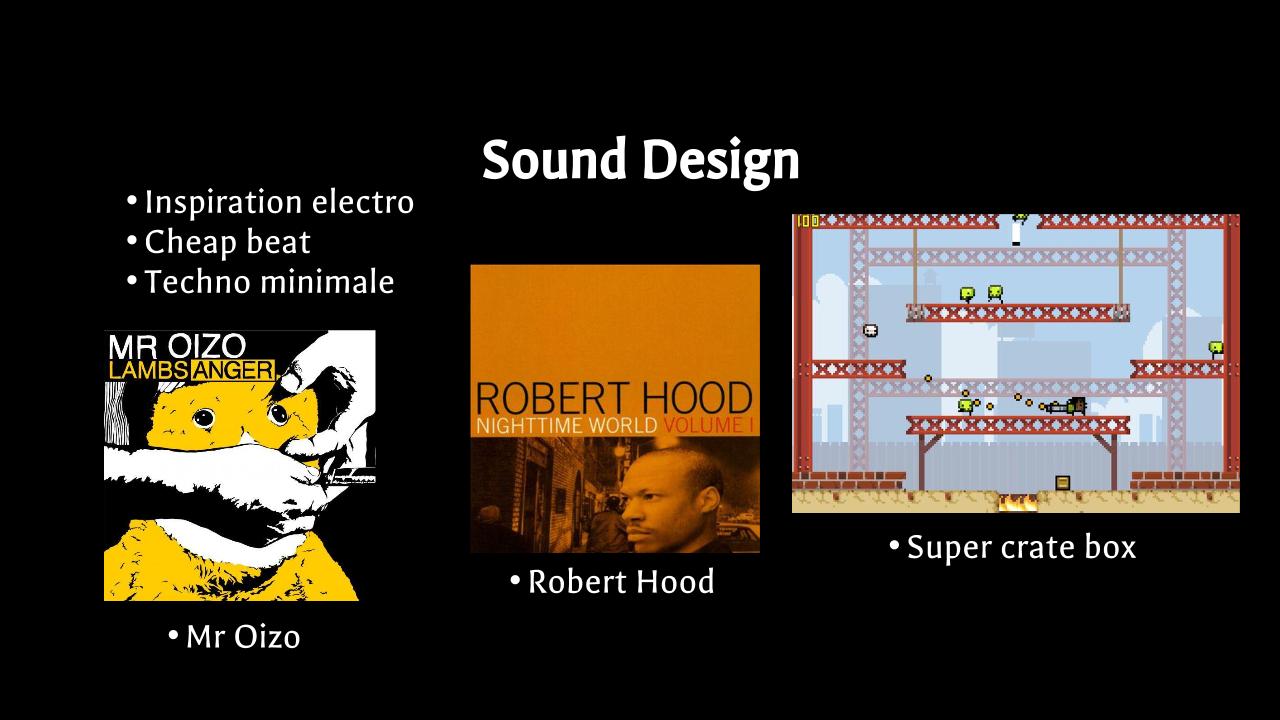 Sound Design
• Inspiration electro
• Cheap beat
• Techno minimale
MR OIZO
LAMBS ANGER
• Mr Oizo
ROBERT HOOD
NIGHTTIME WORLD VOLUME I
• Robert Hood
100
• Super crate box